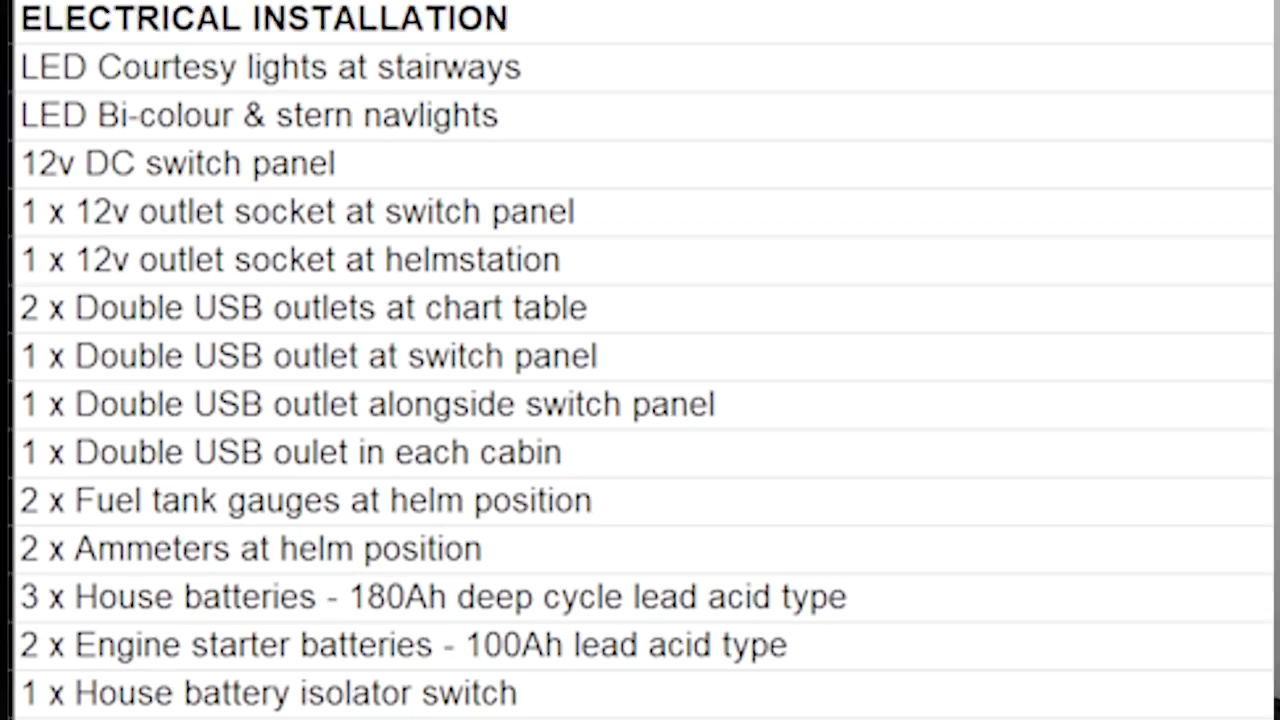 ELECTRICAL INSTALLATION
LED Courtesy lights at stairways
LED Bi-colour & stern navlights
12v DC switch panel
1 x 12v outlet socket at switch panel
1 x 12v outlet socket at helmstation
2 x Double USB outlets at chart table
1 x Double USB outlet at switch panel
1 x Double USB outlet alongside switch panel
1 x Double USB oulet in each cabin
2 x Fuel tank gauges at helm position
2 x Ammeters at helm position
3 x House batteries - 180Ah deep cycle lead acid type
2 x Engine starter batteries - 100Ah lead acid type
1 x House battery isolator switch